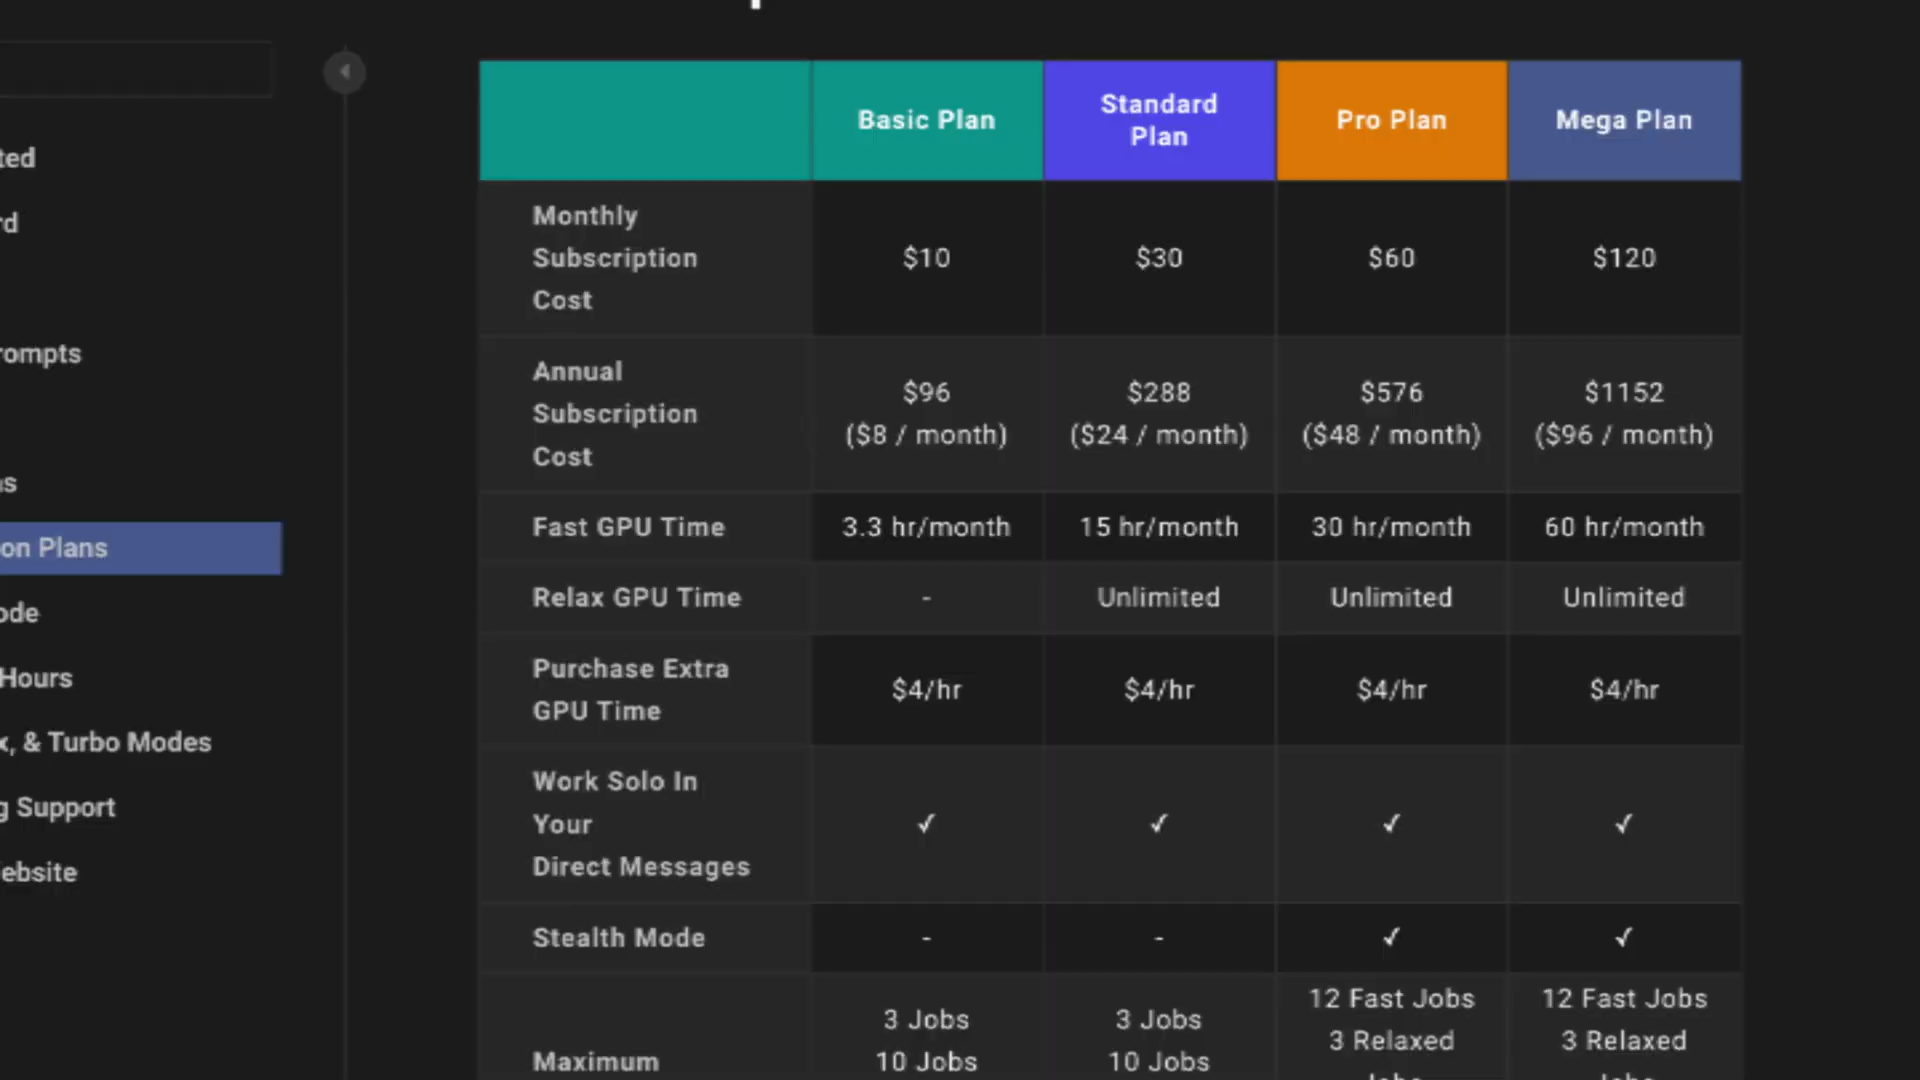 ted
rd
rompts
ns
on Plans
ode
Hours
x, & Turbo Modes
g Support
ebsite
Basic Plan
Standard
Plan
Pro Plan
Mega Plan
Monthly
Subscription
Cost
$10
$30
$60
$120
Annual
Subscription
Cost
$96
($8 / month)
$288
($24 / month)
$576
($48 / month)
$1152
($96 / month)
Fast GPU Time
3.3 hr/month
15 hr/month
30 hr/month
60 hr/month
Relax GPU Time
-
Unlimited
Unlimited
Unlimited
Purchase Extra
GPU Time
$4/hr
$4/hr
$4/hr
$4/hr
Work Solo In
Your
Direct Messages
✓
✓
✓
✓
Stealth Mode
-
-
✓
✓
Maximum
3 Jobs
10 Jobs
3 Jobs
10 Jobs
12 Fast Jobs
3 Relaxed
12 Fast Jobs
3 Relaxed